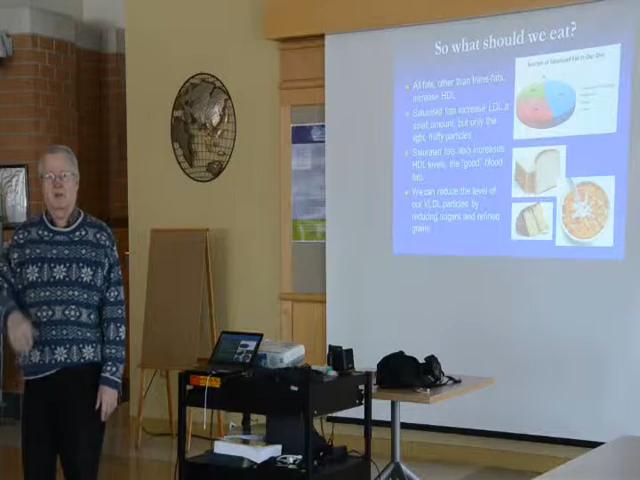 So what should we eat?
All fats, other than trans-fats,
increase HDL
Saturated fats increase LDL a
small amount, but only the
light, fluffy particles
Saturated fats also increases
HDL levels, the "good" blood
fats
We can reduce the level of
our VLDL particles by
reducing sugars and refined
grains